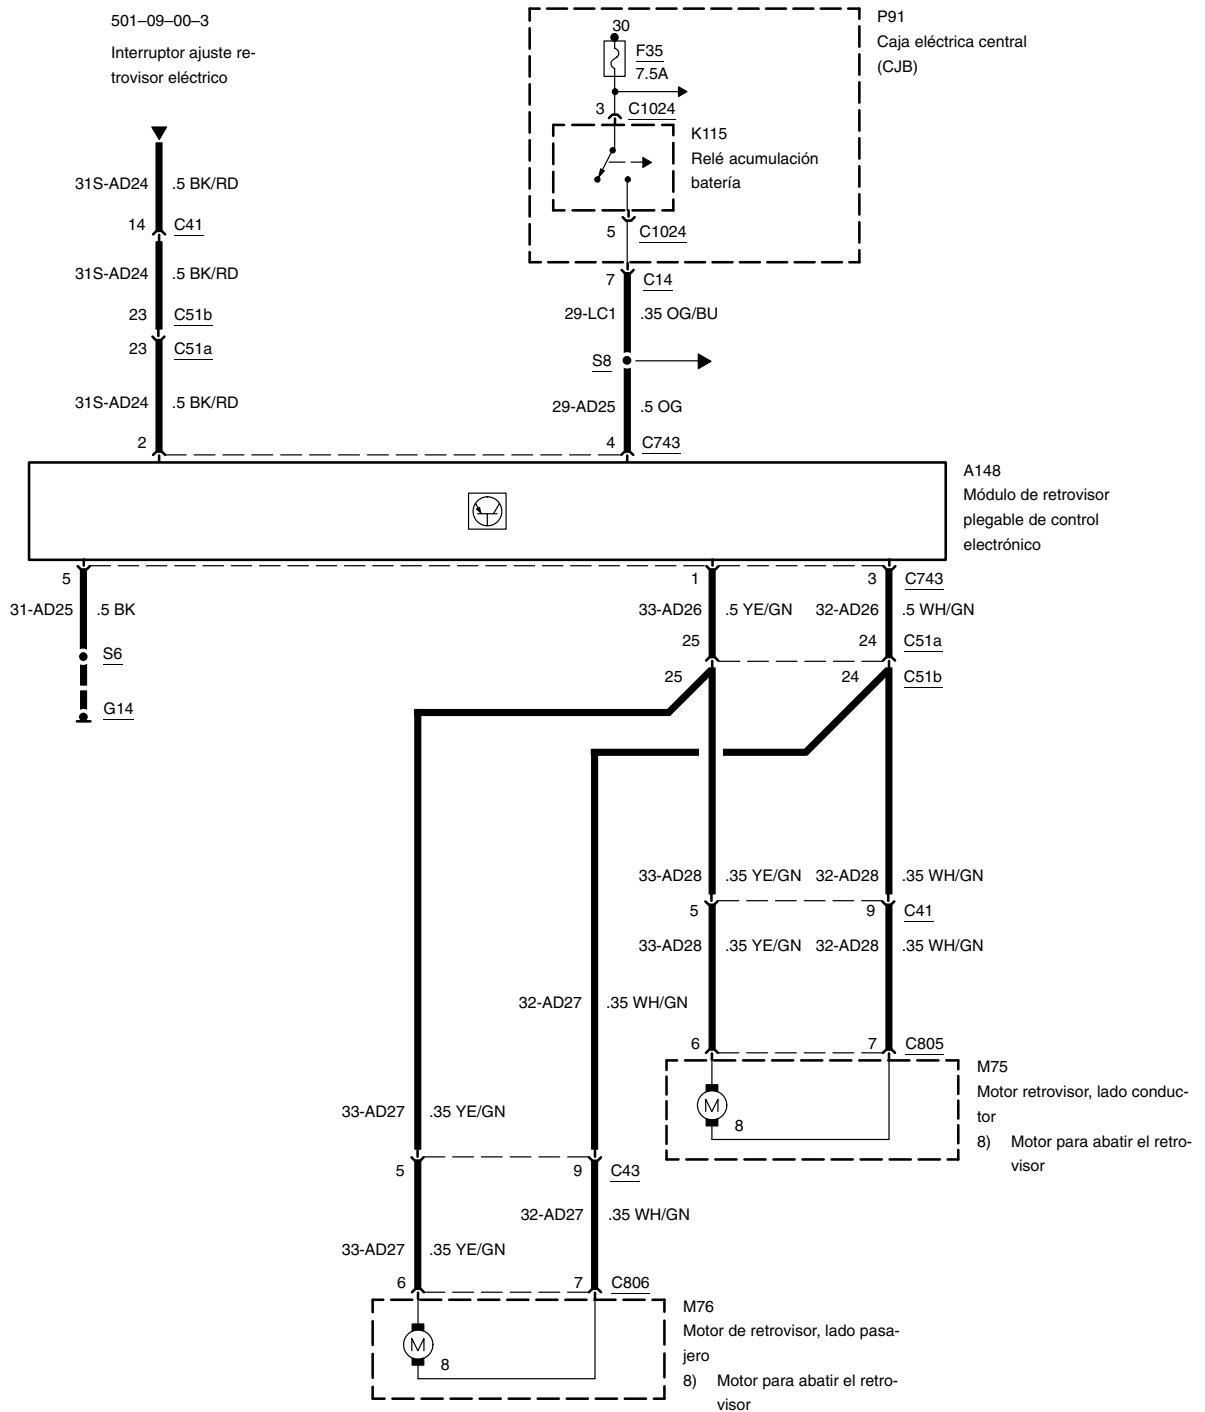 501–09–00–3
Interruptor ajuste re-
trovisor eléctrico
P91
Caja eléctrica central
(CJB)
30
F35
7.5A
3 C1024
K115
Relé acumulación
batería
5 C1024
31S-AD24 .5 BK/RD
14 C41
31S-AD24 .5 BK/RD
7 C14
23 C51b
29-LC1 .35 OG/BU
23 C51a
S8
31S-AD24 .5 BK/RD
29-AD25 .5 OG
2
4 C743
A148
Módulo de retrovisor
plegable de control
electrónico
5
1
3 C743
31-AD25 .5 BK
33-AD26 .5 YE/GN 32-AD26 .5 WH/GN
S6
25
24 C51a
25
24 C51b
G14
33-AD28 .35 YE/GN 32-AD28 .35 WH/GN
5
9 C41
33-AD28 .35 YE/GN 32-AD28 .35 WH/GN
32-AD27 .35 WH/GN
6
7 C805
M75
Motor retrovisor, lado conduc-
tor
8) Motor para abatir el retro-
visor
M
8
33-AD27 .35 YE/GN
5
9 C43
32-AD27 .35 WH/GN
33-AD27 .35 YE/GN
6
7 C806
M76
Motor de retrovisor, lado pasa-
jero
8) Motor para abatir el retro-
visor
M
8